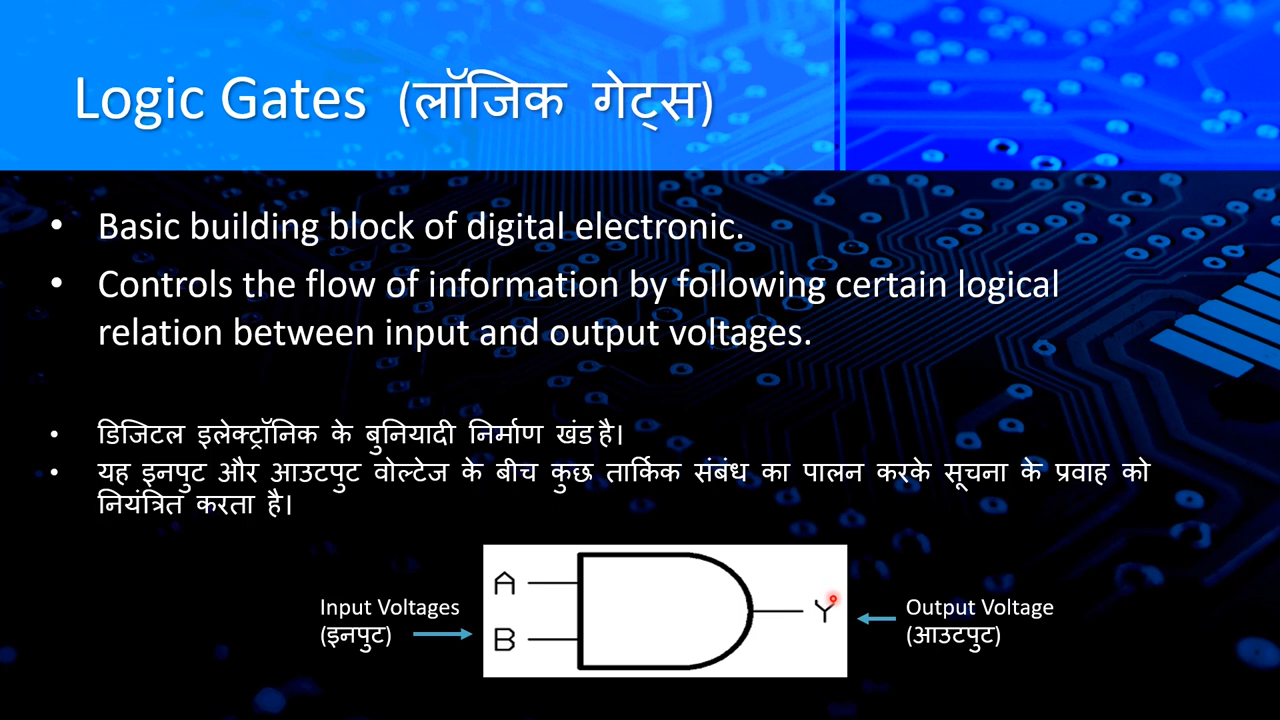 Logic Gates (लॉजिक गेट्स)
• Basic building block of digital electronic.
• Controls the flow of information by following certain logical
relation between input and output voltages.
• डिजिटल इलेक्ट्रॉनिक के बुनियादी निर्माण खंड है।
• यह इनपुट और आउटपुट वोल्टेज के बीच कुछ तार्किक संबंध का पालन करके सूचना के प्रवाह को
नियंत्रित करता है।
A
B
Y
Input Voltages
(इनपुट)
Output Voltage
(आउटपुट)